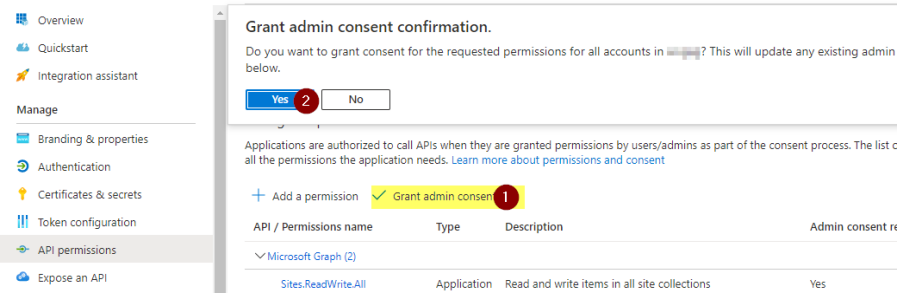 Overview
Quickstart
Integration assistant
Manage
Branding & properties
Authentication
Certificates & secrets
Token configuration
API permissions
Expose an API
Grant admin consent confirmation.
Do you want to grant consent for the requested permissions for all accounts in ? This will update any existing admin
below.
Yes 2 No
Applications are authorized to call APIs when they are granted permissions by users/admins as part of the consent process. The list
all the permissions the application needs. Learn more about permissions and consent
Add a permission Grant admin consent 1
API / Permissions name Type Description Admin consent
Microsoft Graph (2)
Sites.ReadWrite.All Application Read and write items in all site collections Yes